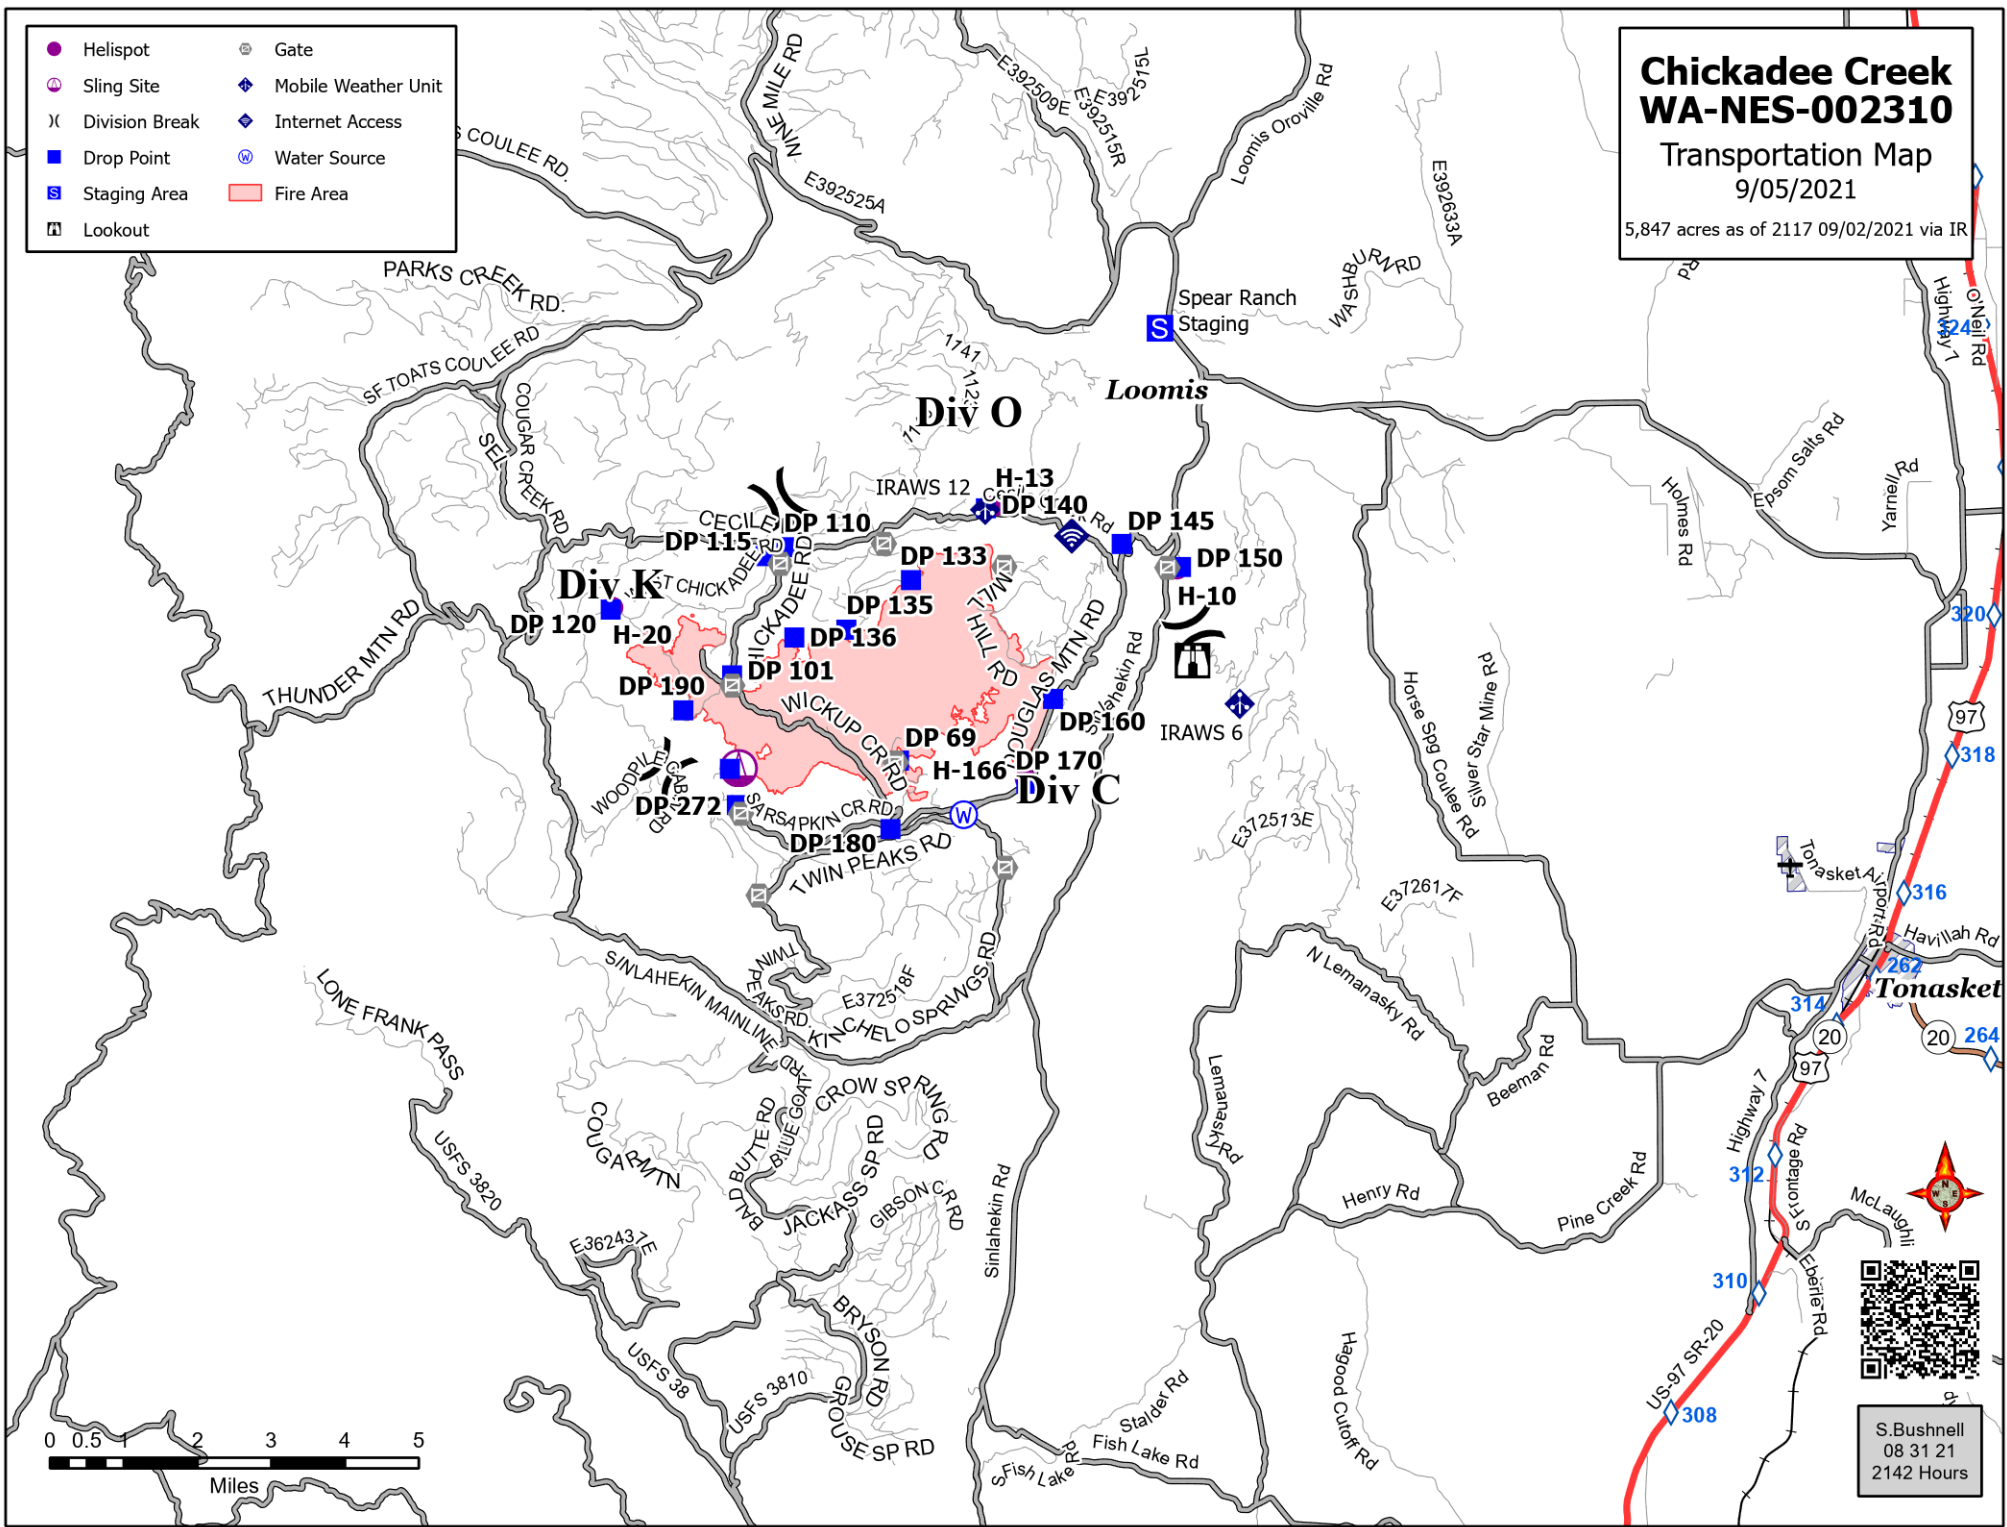 Helispot
Sling Site
Division Break
Drop Point
Staging Area
Lookout
Gate
Mobile Weather Unit
Internet Access
Water Source
Fire Area
Chickadee Creek
WA-NES-002310
Transportation Map
9/05/2021
5,847 acres as of 2117 09/02/2021 via IR
S COULEE RD.
NINE MILE RD
E392525A
E392509E
E392515L
E392515R
Loomis Oroville Rd
E392633A
WASHBURN RD
Rd
Highway 7
O'Neil Rd
324
PARKS CREEK RD.
SF TOATS COULEE RD
COUGAR CREEK RD
Spear Ranch
Staging
S
Loomis
1141
Div O
IRAWS 12
H-13
DP 140
DP 110
DP 115
DP 145
DP 150
H-10
DP 133
DP 135
DP 136
DP 101
Div K
DP 120
H-20
DP 190
CHICKADEE RD
MILL HILL RD
DOUGLAS MTN RD
Sinlahekin Rd
WICKUP CR RD
DP 160
DP 69
H-166
DP 170
Div C
IRAWS 6
DP 272
SARSAPKIN CR RD
DP 180
W
TWIN PEAKS RD
TWIN PEAKS RD.
THUNDER MTN RD
Horse Spg Coulee Rd
Silver Star Mine Rd
Holmes Rd
Epsom Salts Rd
Yarnell Rd
320
97
318
316
E372513E
E372617F
E372518F
Tonasket Airport Rd
Havillah Rd
262
Tonasket
314
20
20
264
97
N Lemanasky Rd
Lemanasky Rd
Beeman Rd
Highway 7
312
S Frontage Rd
McLaughli
Henry Rd
Pine Creek Rd
310
Eberle Rd
SINLAHEKIN MAINLINE RD.
KINCHELO SPRINGS RD
LONE FRANK PASS
USFS 3820
COUGAR MTN
BALD BUTTE RD
BLUE GOAT
CROW SPRING RD
JACKASS SP RD
GIBSON CR RD
Sinlahekin Rd
E362437E
USFS 38
USFS 3810
BRYSON RD
GROUSE SP RD
Stalder Rd
Fish Lake Rd
S Fish Lake Rd
Hagood Cutoff Rd
US-97 SR-20
308
N
W E
S
0 0.5 1 2 3 4 5
Miles
S.Bushnell
08 31 21
2142 Hours